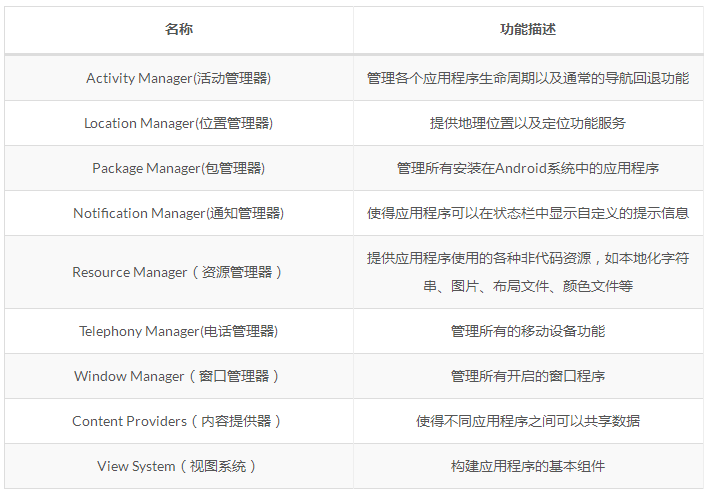 名称 功能描述
Activity Manager(活动管理器) 管理各个应用程序生命周期以及通常的导航回退功能
Location Manager(位置管理器) 提供地理位置以及定位功能服务
Package Manager(包管理器) 管理所有安装在Android系统中的应用程序
Notification Manager(通知管理器) 使得应用程序可以在状态栏中显示自定义的提示信息
Resource Manager（资源管理器） 提供应用程序使用的各种非代码资源，如本地化字符
串、图片、布局文件、颜色文件等
Telephony Manager(电话管理器) 管理所有的移动设备功能
Window Manager（窗口管理器） 管理所有开启的窗口程序
Content Providers（内容提供器） 使得不同应用程序之间可以共享数据
View System（视图系统） 构建应用程序的基本组件